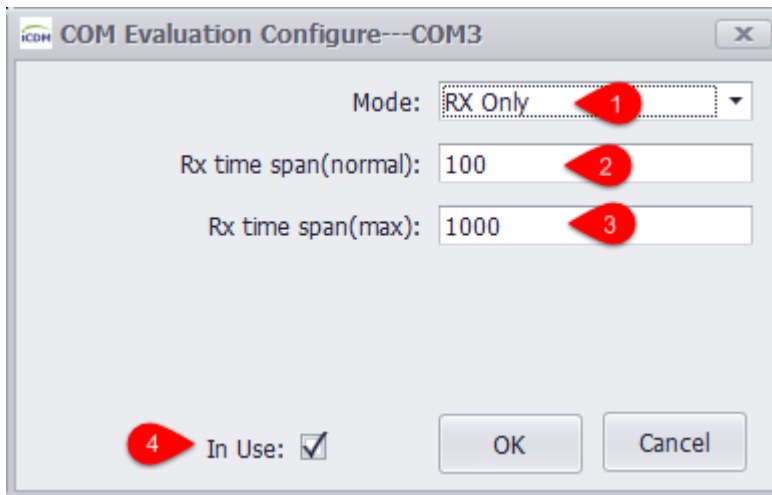 iCDM COM Evaluation Configure---COM3
Mode: RX Only 1
Rx time span(normal): 100 2
Rx time span(max): 1000 3
4 In Use: OK Cancel